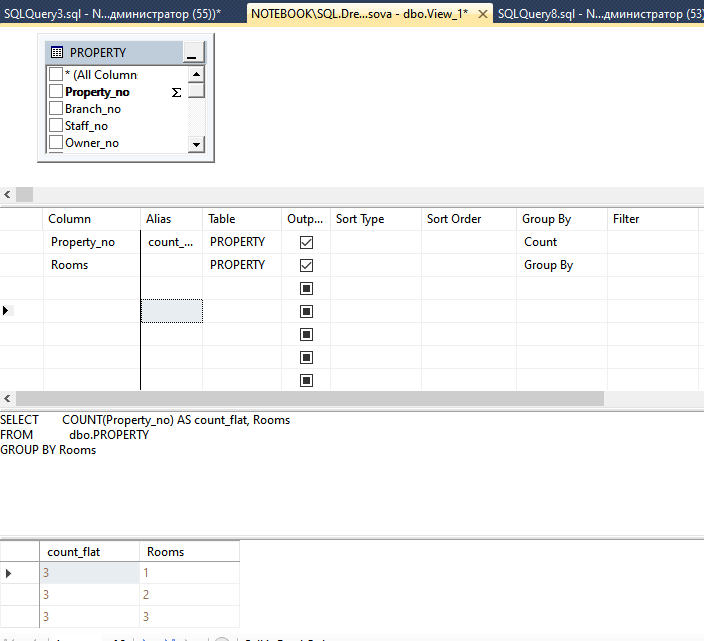 SQLQuery3.sql - N...дминистратор (55))* NOTEBOOK\SQL.Dre...sova - dbo.View_1* SQLQuery8.sql - N...дминистратор (53)
PROPERTY
* (All Column
Property_no
Branch_no
Staff_no
Owner_no
Column Alias Table Outp... Sort Type Sort Order Group By Filter
Property_no count_... PROPERTY Count
Rooms PROPERTY Group By
SELECT COUNT(Property_no) AS count_flat, Rooms
FROM dbo.PROPERTY
GROUP BY Rooms
count_flat Rooms
3 1
3 2
3 3